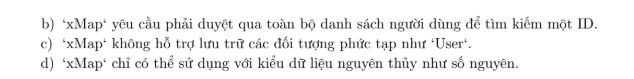 b) ‘xMap‘ yêu cầu phải duyệt qua toàn bộ danh sách người dùng để tìm kiếm một ID.
c) ‘xMap‘ không hỗ trợ lưu trữ các đối tượng phức tạp như ‘User‘.
d) ‘xMap‘ chỉ có thể sử dụng với kiểu dữ liệu nguyên thủy như số nguyên.